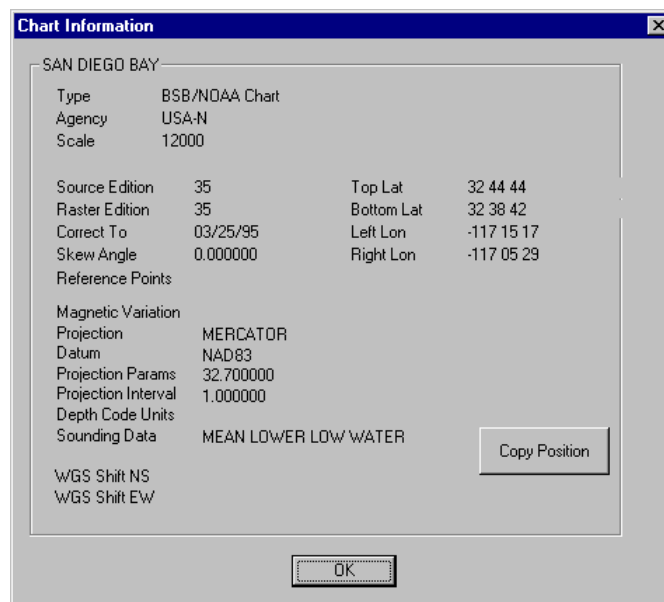 Chart Information
SAN DIEGO BAY
Type BSB/NOAA Chart
Agency USA-N
Scale 12000
Source Edition 35 Top Lat 32 44 44
Raster Edition 35 Bottom Lat 32 38 42
Correct To 03/25/95 Left Lon -117 15 17
Skew Angle 0.000000 Right Lon -117 05 29
Reference Points
Magnetic Variation
Projection MERCATOR
Datum NAD83
Projection Params 32.700000
Projection Interval 1.000000
Depth Code Units
Sounding Data MEAN LOWER LOW WATER
Copy Position
WGS Shift NS
WGS Shift EW
OK